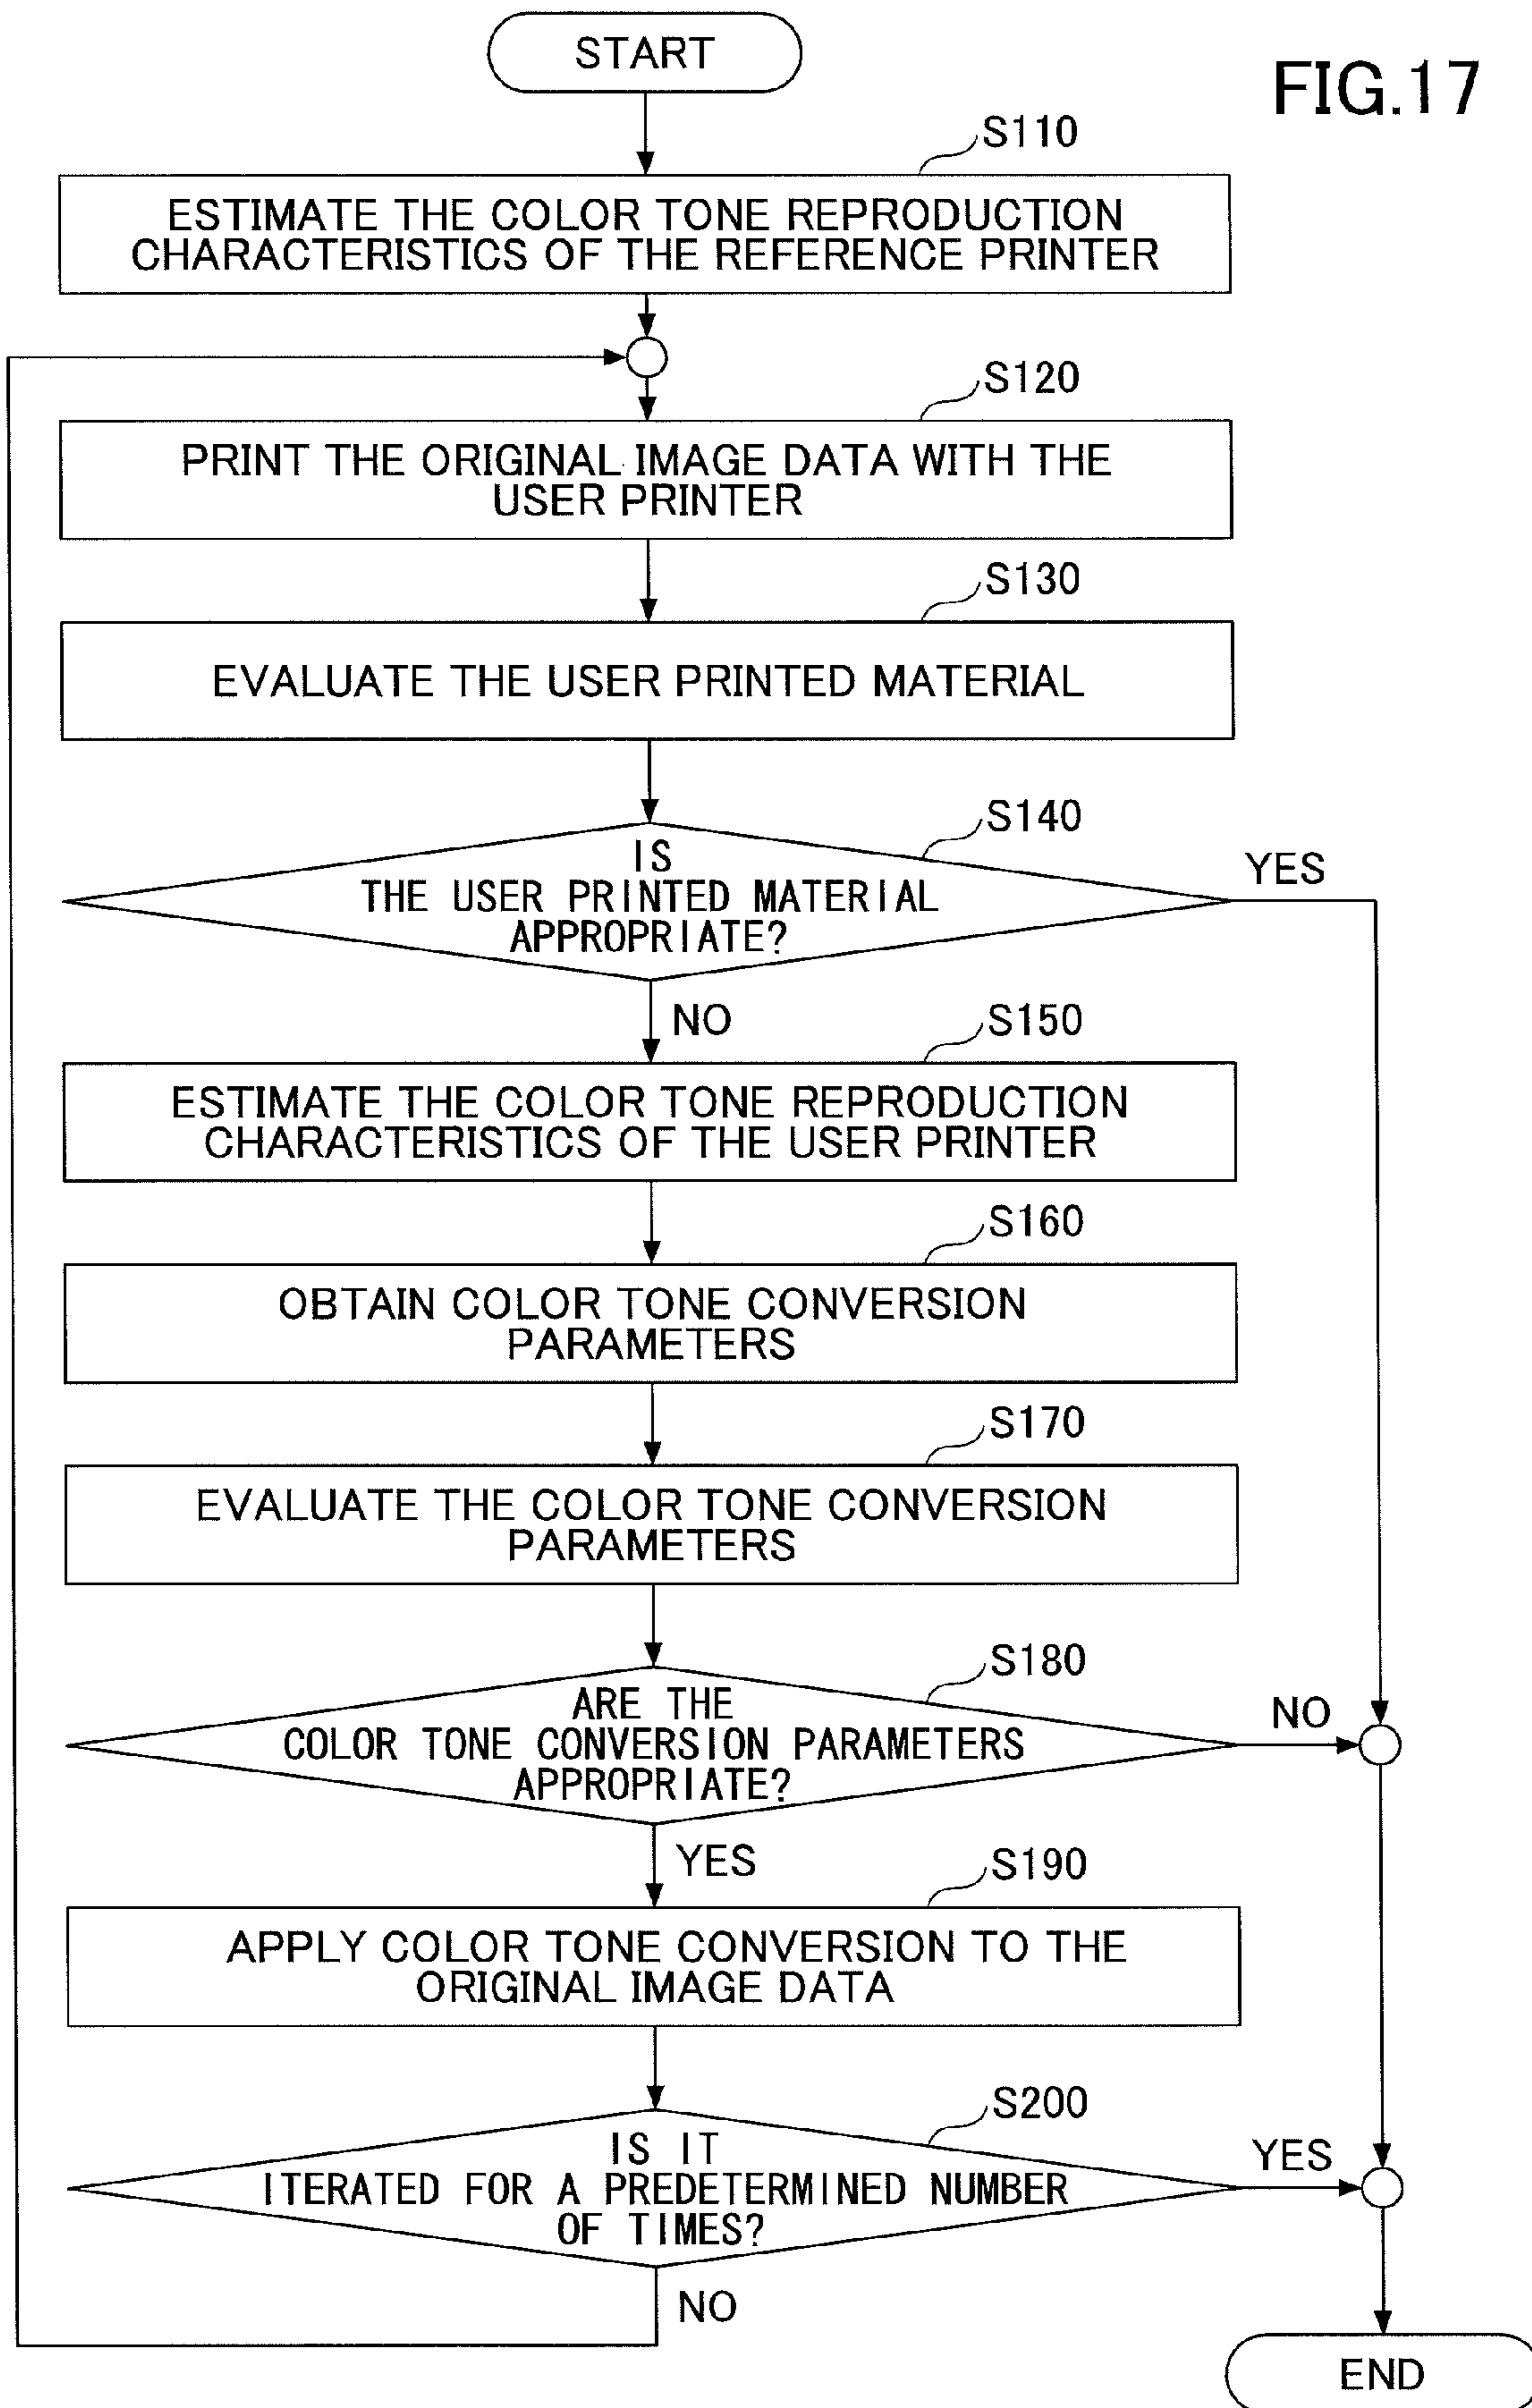 START
FIG.17
S110
ESTIMATE THE COLOR TONE REPRODUCTION
CHARACTERISTICS OF THE REFERENCE PRINTER
S120
PRINT THE ORIGINAL IMAGE DATA WITH THE
USER PRINTER
S130
EVALUATE THE USER PRINTED MATERIAL
S140
IS
THE USER PRINTED MATERIAL
APPROPRIATE?
YES
NO
S150
ESTIMATE THE COLOR TONE REPRODUCTION
CHARACTERISTICS OF THE USER PRINTER
S160
OBTAIN COLOR TONE CONVERSION
PARAMETERS
S170
EVALUATE THE COLOR TONE CONVERSION
PARAMETERS
S180
ARE THE
COLOR TONE CONVERSION PARAMETERS
APPROPRIATE?
NO
YES
S190
APPLY COLOR TONE CONVERSION TO THE
ORIGINAL IMAGE DATA
S200
IS IT
ITERATED FOR A PREDETERMINED NUMBER
OF TIMES?
YES
NO
END